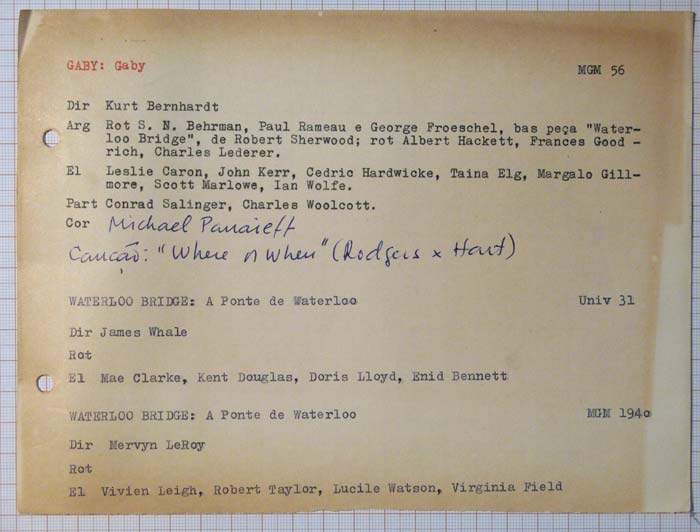 GABY: Gaby MGM 56
Dir Kurt Bernhardt
Arg Rot S. N. Behrman, Paul Rameau e George Froeschel, bas peça "Water-
loo Bridge", de Robert Sherwood; rot Albert Hackett, Frances Good -
rich, Charles Lederer.
El Leslie Caron, John Kerr, Cedric Hardwicke, Taina Elg, Margalo Gill-
more, Scott Marlowe, Ian Wolfe.
Part Conrad Salinger, Charles Woolcott.
Cor Michael Panaieff
Canção: "Where or When" (Rodgers x Hart)
WATERLOO BRIDGE: A Ponte de Waterloo Univ 31
Dir James Whale
Rot
El Mae Clarke, Kent Douglas, Doris Lloyd, Enid Bennett
WATERLOO BRIDGE: A Ponte de Waterloo MGM 1940
Dir Mervyn LeRoy
Rot
El Vivien Leigh, Robert Taylor, Lucile Watson, Virginia Field